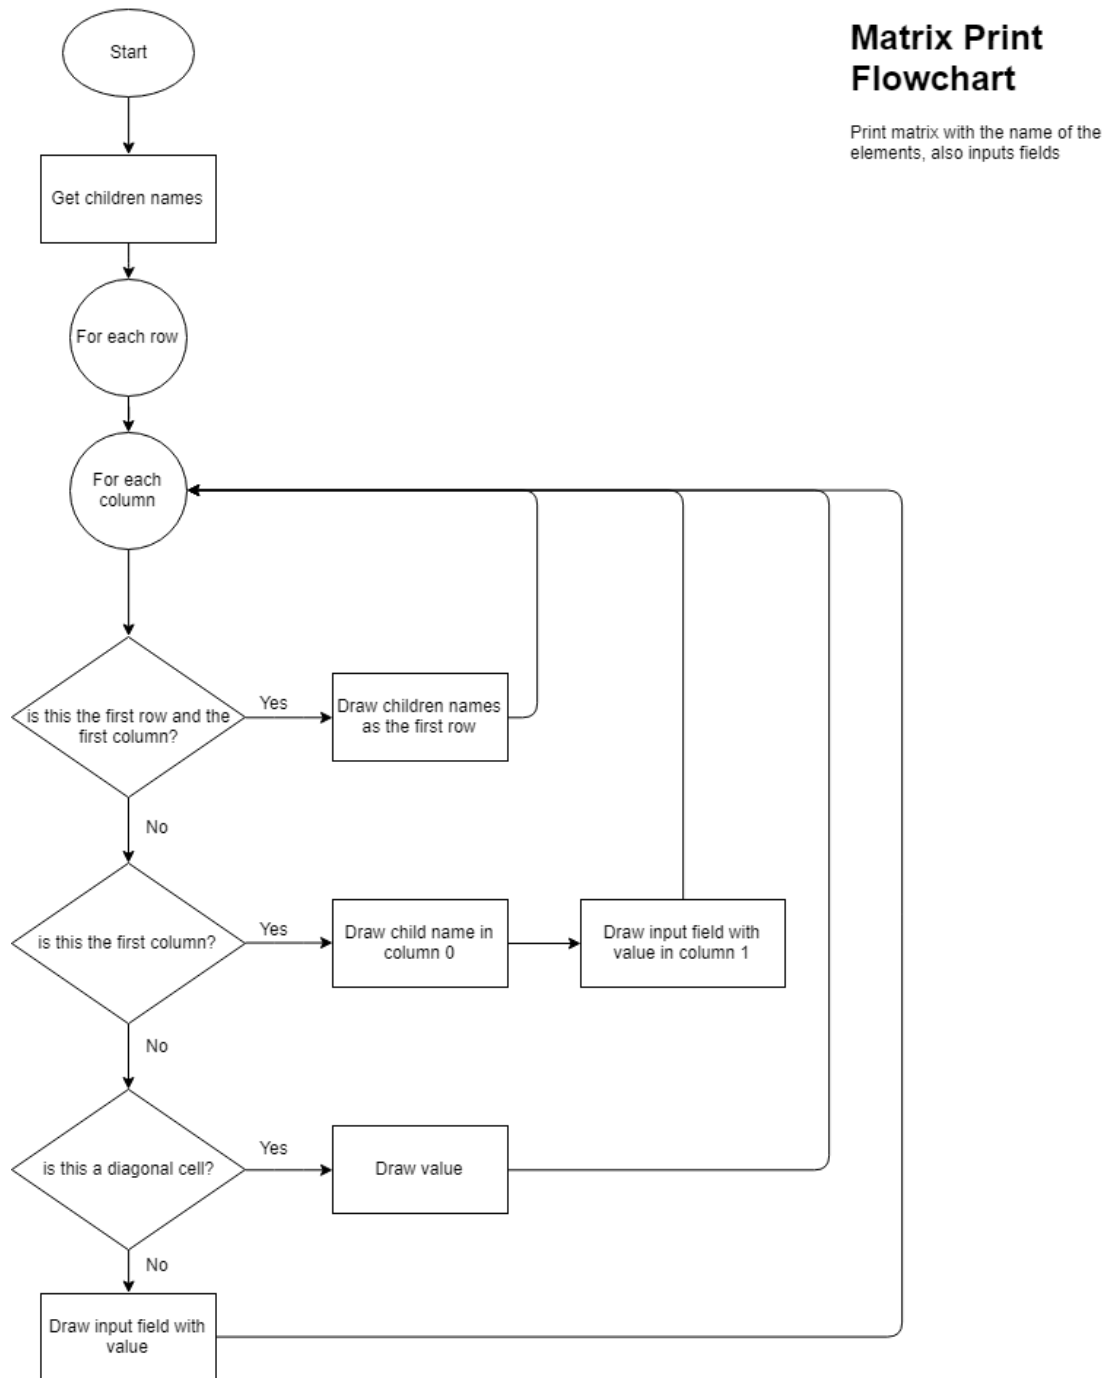 Start
Matrix Print
Flowchart
Print matrix with the name of the
elements, also inputs fields
Get children names
For each row
For each
column
is this the first row and the
first column?
Yes
Draw children names
as the first row
No
is this the first column?
Yes
Draw child name in
column 0
Draw input field with
value in column 1
No
is this a diagonal cell?
Yes
Draw value
No
Draw input field with
value